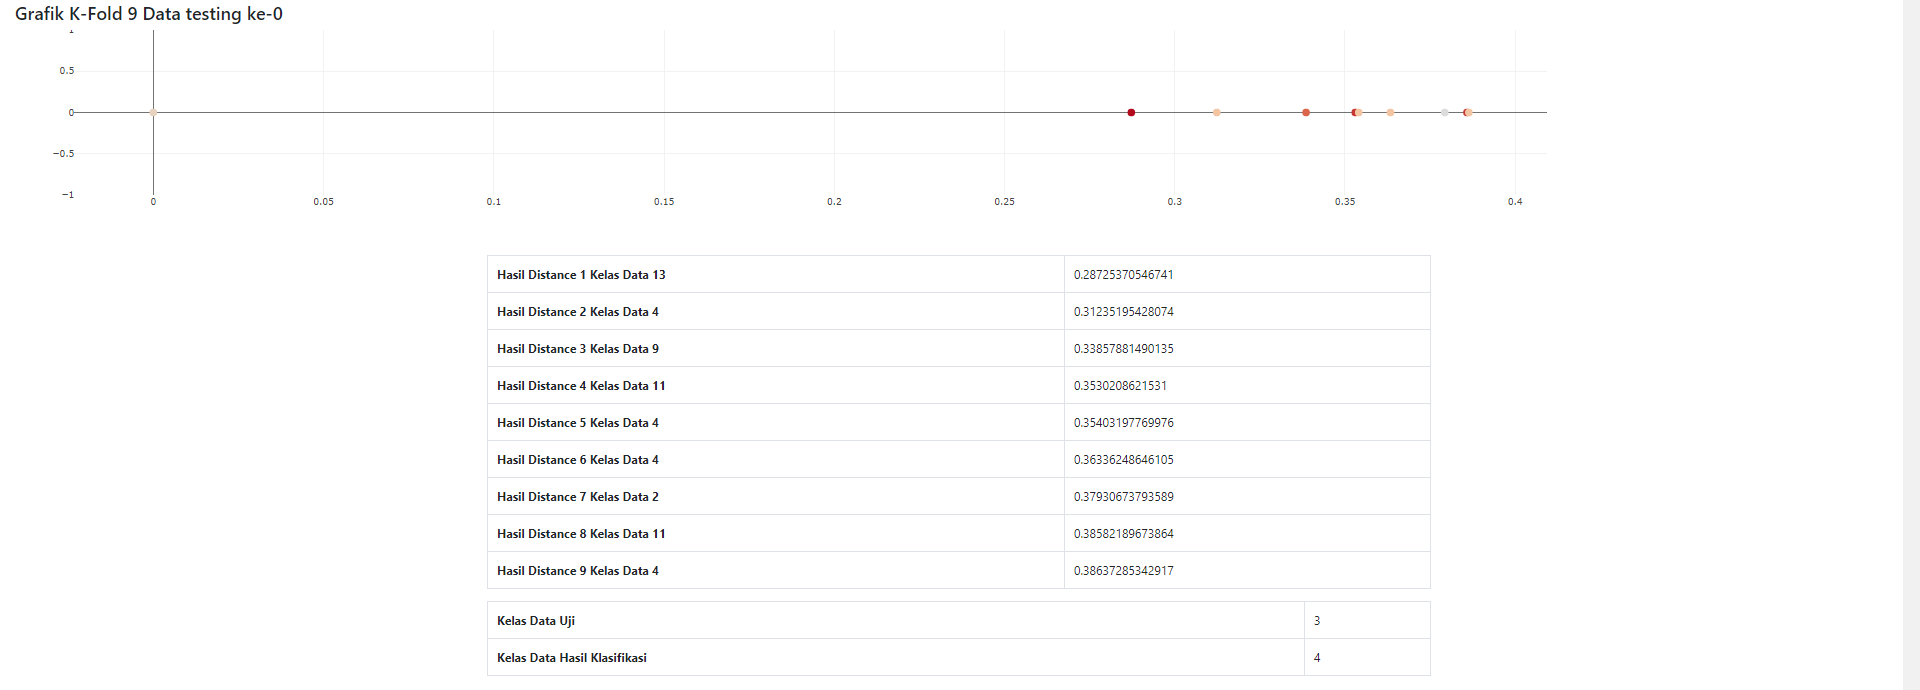 Grafik K-Fold 9 Data testing ke-0
1
0.5
0
−0.5
−1
0 0.05 0.1 0.15 0.2 0.25 0.3 0.35 0.4
Hasil Distance 1 Kelas Data 13 0.28725370546741
Hasil Distance 2 Kelas Data 4 0.31235195428074
Hasil Distance 3 Kelas Data 9 0.33857881490135
Hasil Distance 4 Kelas Data 11 0.3530208621531
Hasil Distance 5 Kelas Data 4 0.35403197769976
Hasil Distance 6 Kelas Data 4 0.36336248646105
Hasil Distance 7 Kelas Data 2 0.37930673793589
Hasil Distance 8 Kelas Data 11 0.38582189673864
Hasil Distance 9 Kelas Data 4 0.38637285342917
Kelas Data Uji 3
Kelas Data Hasil Klasifikasi 4